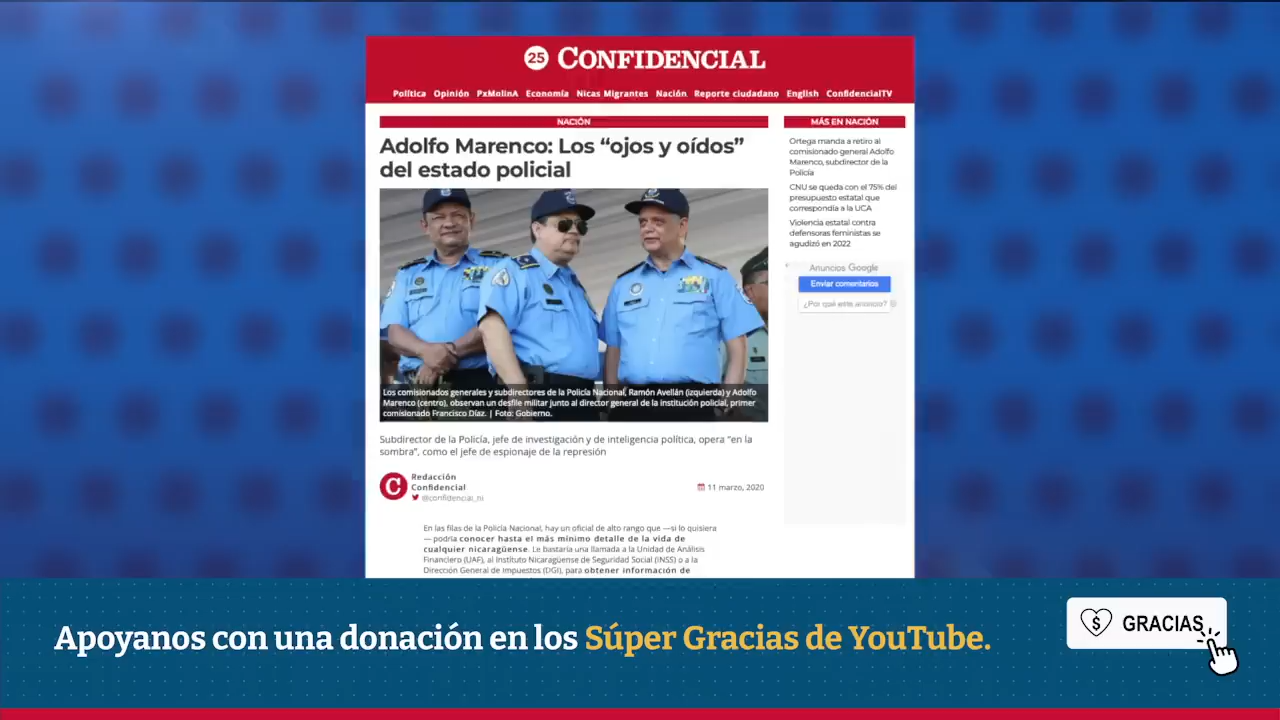 25 CONFIDENCIAL
Política Opinión PxMolinA Economía Nicas Migrantes Nación Reporte ciudadano English ConfidencialTV
NACIÓN
Adolfo Marenco: Los “ojos y oídos”
del estado policial
Los comisionados generales y subdirectores de la Policía Nacional, Ramón Avellán (izquierda) y Adolfo
Marenco (centro), observan un desfile militar junto al director general de la institución policial, primer
comisionado Francisco Díaz. | Foto: Gobierno.
Subdirector de la Policía, jefe de investigación y de inteligencia política, opera “en la
sombra”, como el jefe de espionaje de la represión
C
Redacción
Confidencial
@confidencial_ni
11 marzo, 2020
En las filas de la Policía Nacional, hay un oficial de alto rango que —si lo quisiera
— podría conocer hasta el más mínimo detalle de la vida de
cualquier nicaragüense. Le bastaría una llamada a la Unidad de Análisis
Financiero (UAF), al Instituto Nicaragüense de Seguridad Social (INSS) o a la
Dirección General de Impuestos (DGI), para obtener información de
MÁS EN NACIÓN
Ortega manda a retiro al
comisionado general Adolfo
Marenco, subdirector de la
Policía
CNU se queda con el 75% del
presupuesto estatal que
correspondía a la UCA
Violencia estatal contra
defensoras feministas se
agudizó en 2022
Anuncios Google
Enviar comentarios
¿Por qué este anuncio?
Apoyanos con una donación en los Súper Gracias de YouTube.
$ GRACIAS